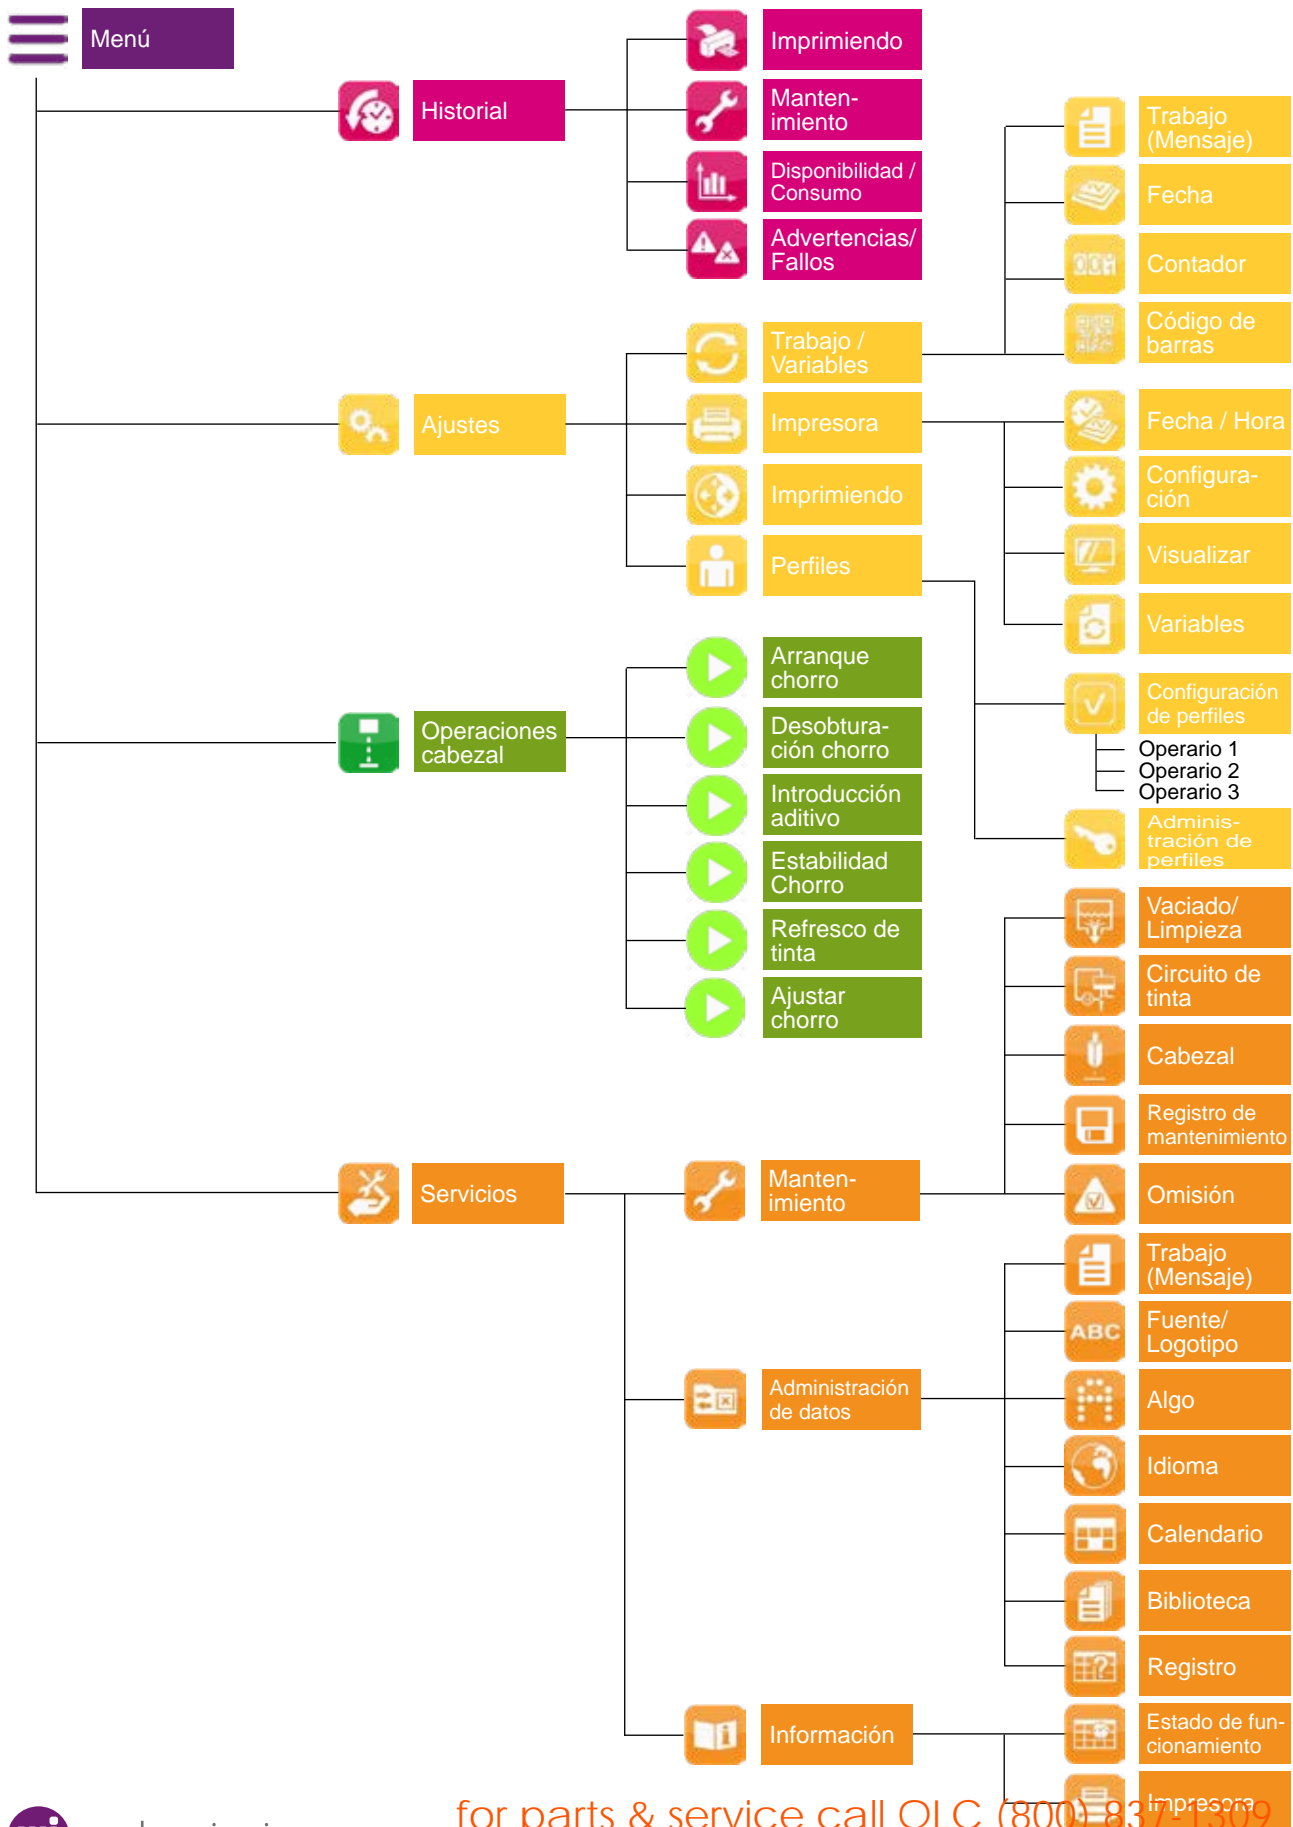 Menú
Historial
Imprimiendo
Manten-
imiento
Disponibilidad /
Consumo
Advertencias/
Fallos
Ajustes
Trabajo /
Variables
Trabajo
(Mensaje)
Fecha
Contador
Código de
barras
Impresora
Fecha / Hora
Configura-
ción
Visualizar
Variables
Imprimiendo
Perfiles
Configuración
de perfiles
Operario 1
Operario 2
Operario 3
Adminis-
tración de
perfiles
Operaciones
cabezal
Arranque
chorro
Desobtura-
ción chorro
Introducción
aditivo
Estabilidad
Chorro
Refresco de
tinta
Ajustar
chorro
Servicios
Manten-
imiento
Vaciado/
Limpieza
Circuito de
tinta
Cabezal
Registro de
mantenimiento
Omisión
Administración
de datos
Trabajo
(Mensaje)
ABC
Fuente/
Logotipo
Algo
Idioma
Calendario
Biblioteca
Registro
Información
Estado de fun-
cionamiento
Impresora
for parts & service call OLC (800) 837-1309